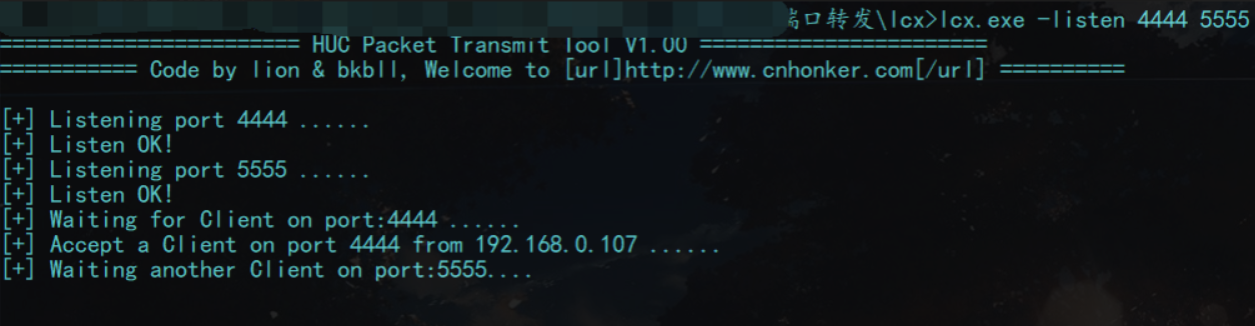 端口转发\lcx>lcx.exe -listen 4444 5555
======================== HUC Packet Transmit Tool V1.00 =======================
=========== Code by lion & bkbll, Welcome to [url]http://www.cnhonker.com[/url] ==========
[+] Listening port 4444 ......
[+] Listen OK!
[+] Listening port 5555 ......
[+] Listen OK!
[+] Waiting for Client on port:4444 ......
[+] Accept a Client on port 4444 from 192.168.0.107 ......
[+] Waiting another Client on port:5555....